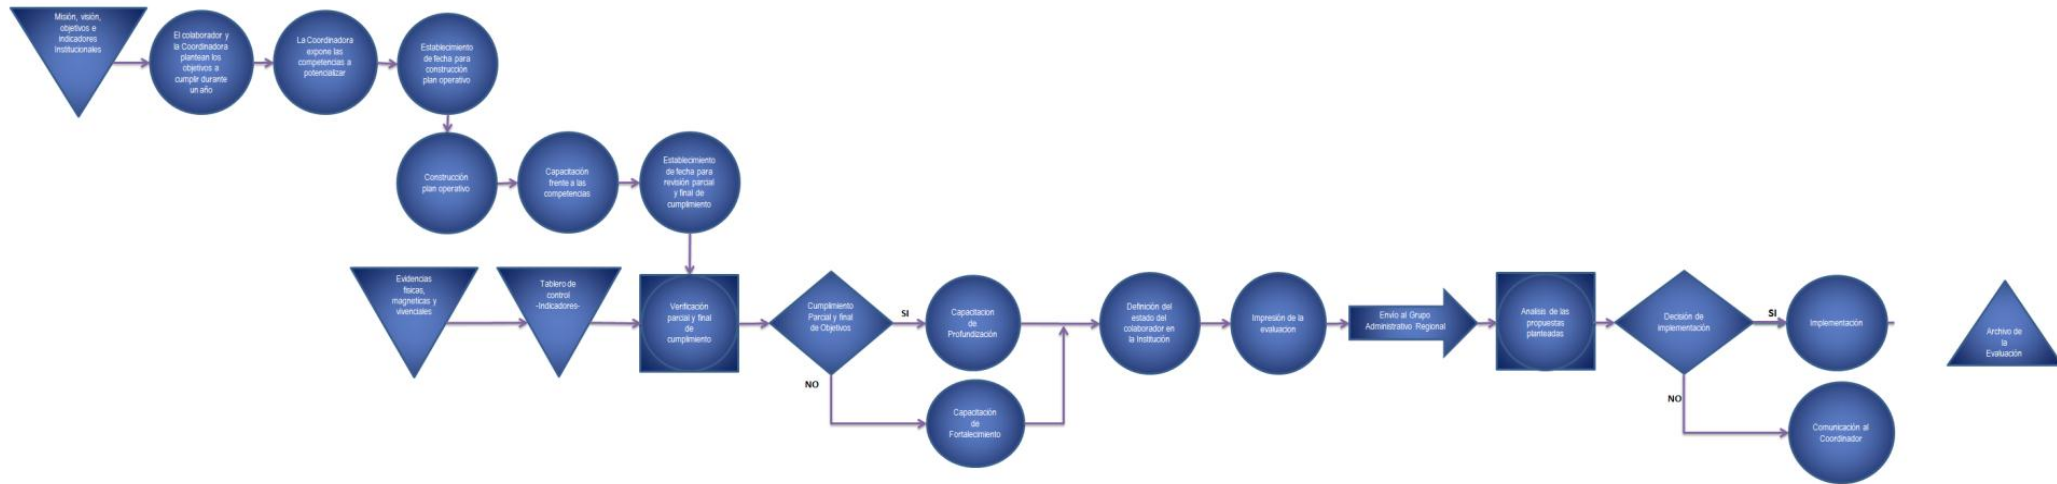 Misión, visión,
objetivos e
indicadores
Institucionales
El colaborador y
la Coordinadora
plantean los
objetivos a
cumplir durante
un año
La Coordinadora
expone las
competencias a
potencializar
Establecimiento
de fecha para
construcción
plan operativo
Construcción
plan operativo
Capacitación
frente a las
competencias
Establecimiento
de fecha para
revisión parcial
y final de
cumplimiento
Evidencias
fisicas,
magneticas y
vivenciales
Tablero de
control
-Indicadores-
Verificación
parcial y final
de
cumplimiento
Cumplimiento
Parcial y final
de Objetivos
SI
NO
Capacitacion
de
Profundización
Capacitación
de
Fortalecimiento
Definición del
estado del
colaborador en
la Institución
Impresión de la
evaluacion
Envío al Grupo
Administrativo Regional
Analisis de las
propuestas
planteadas
Decisión de
implementación
SI
NO
Implementación
Comunicación al
Coordinador
Archivo de
la
Evaluación